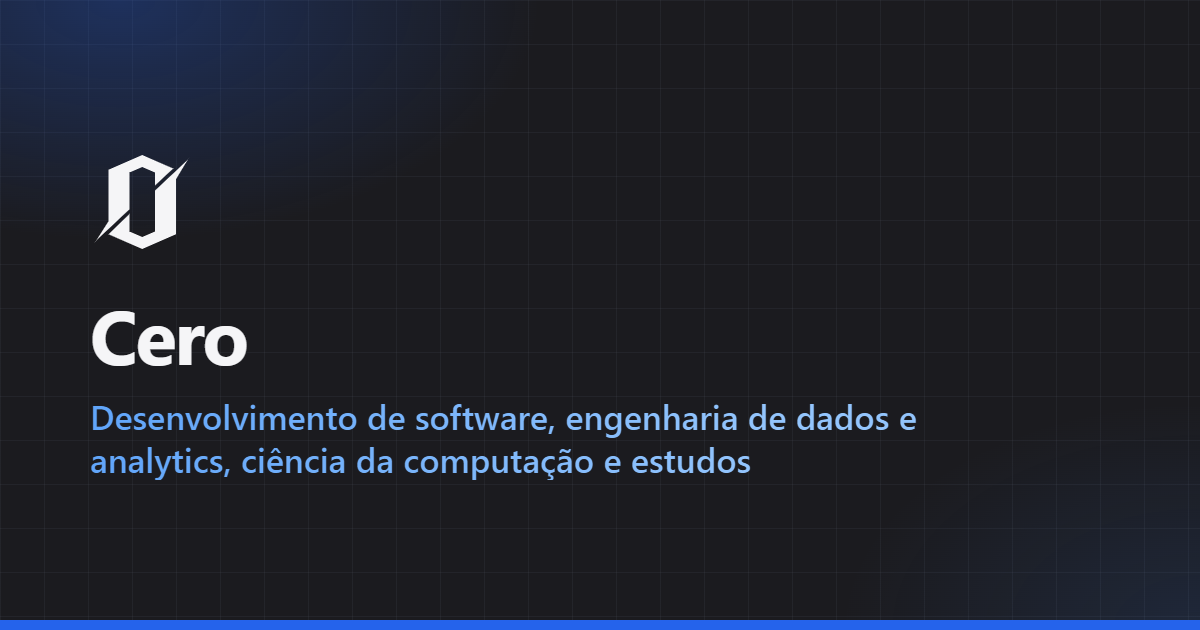 Cero
Desenvolvimento de software, engenharia de dados e
analytics, ciência da computação e estudos